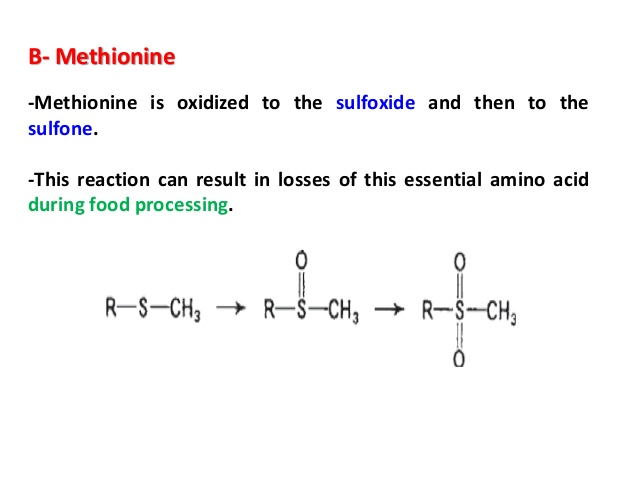 B- Methionine
-Methionine is oxidized to the sulfoxide and then to the
sulfone.
-This reaction can result in losses of this essential amino acid
during food processing.
O O
R—S—CH₃ → R—S—CH₃ → R—S—CH₃
O